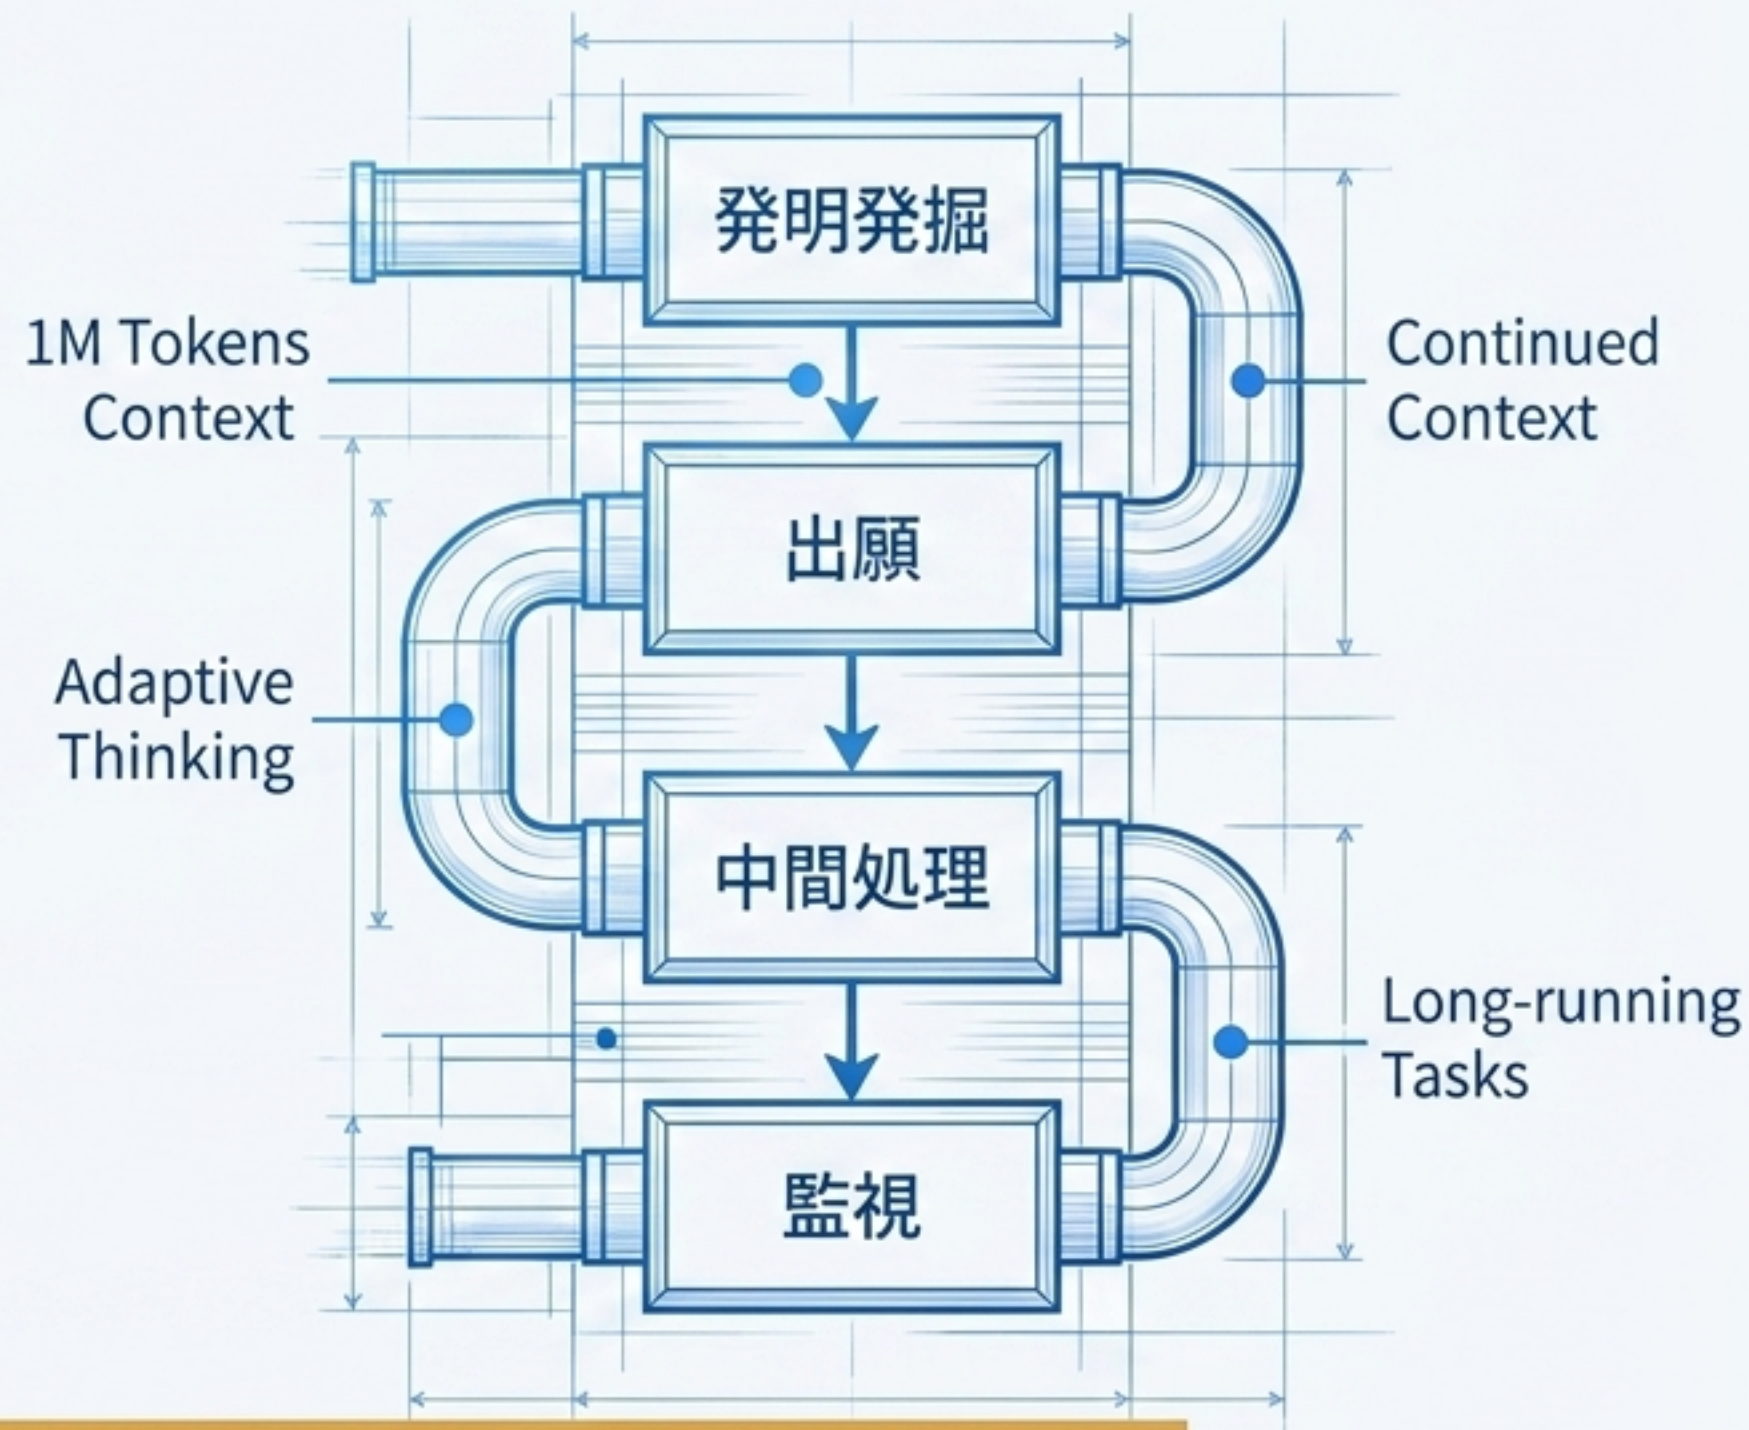 発明発掘
1M Tokens
Context
Continued
Context
出願
Adaptive
Thinking
中間処理
Long-running
Tasks
監視